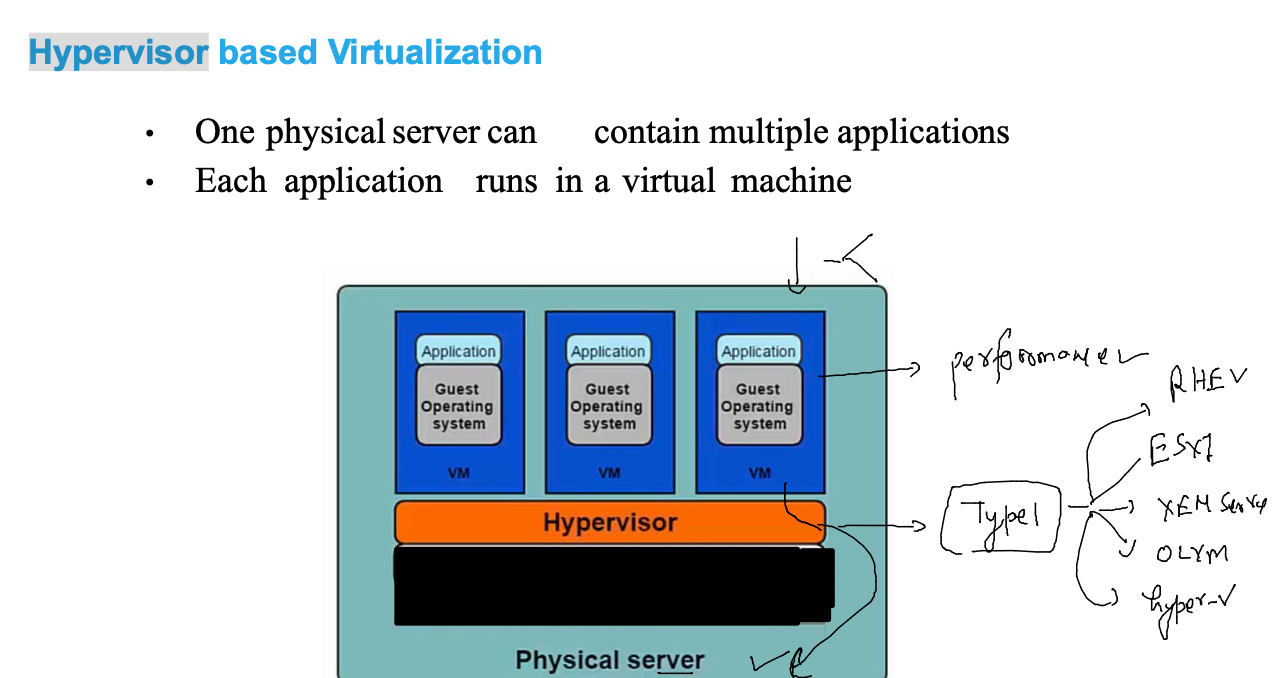 Hypervisor based Virtualization
• One physical server can contain multiple applications
• Each application runs in a virtual machine
Application Application Application
Guest Guest Guest
Operating Operating Operating
system system system
VM VM VM
Hypervisor
Physical server
performance
Type1
RHEV
ESXI
XEM Server
OLVM
hyper-V